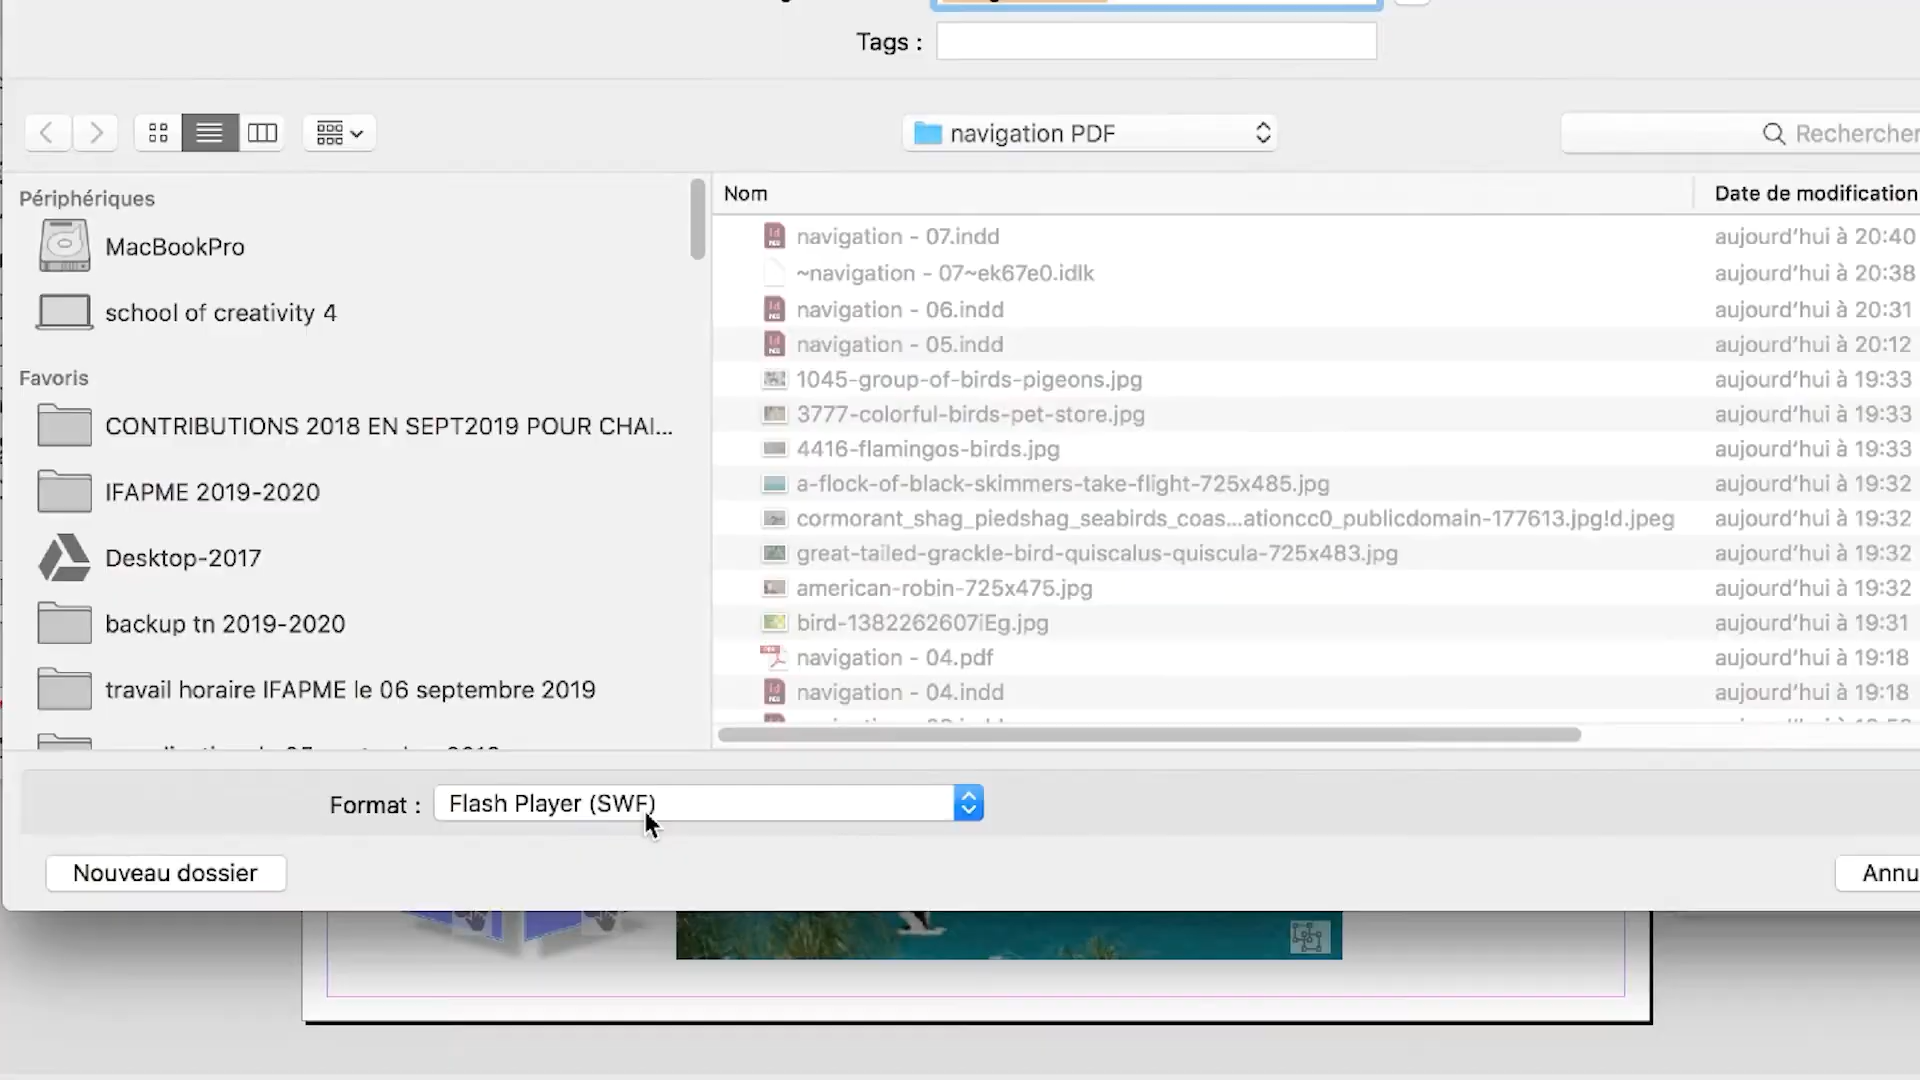 Tags :
navigation PDF
Rechercher
Périphériques
MacBookPro
school of creativity 4
Favoris
CONTRIBUTIONS 2018 EN SEPT2019 POUR CHAI...
IFAPME 2019-2020
Desktop-2017
backup tn 2019-2020
travail horaire IFAPME le 06 septembre 2019
Nom Date de modification
navigation - 07.indd aujourd'hui à 20:40
~navigation - 07~ek67e0.idlk aujourd'hui à 20:38
navigation - 06.indd aujourd'hui à 20:31
navigation - 05.indd aujourd'hui à 20:12
1045-group-of-birds-pigeons.jpg aujourd'hui à 19:33
3777-colorful-birds-pet-store.jpg aujourd'hui à 19:33
4416-flamingos-birds.jpg aujourd'hui à 19:33
a-flock-of-black-skimmers-take-flight-725x485.jpg aujourd'hui à 19:32
cormorant_shag_piedshag_seabirds_coas...ationcc0_publicdomain-177613.jpg!d.jpeg aujourd'hui à 19:32
great-tailed-grackle-bird-quiscalus-quiscula-725x483.jpg aujourd'hui à 19:32
american-robin-725x475.jpg aujourd'hui à 19:32
bird-1382262607iEg.jpg aujourd'hui à 19:31
navigation - 04.pdf aujourd'hui à 19:18
navigation - 04.indd aujourd'hui à 19:18
Format : Flash Player (SWF)
Nouveau dossier
Annu